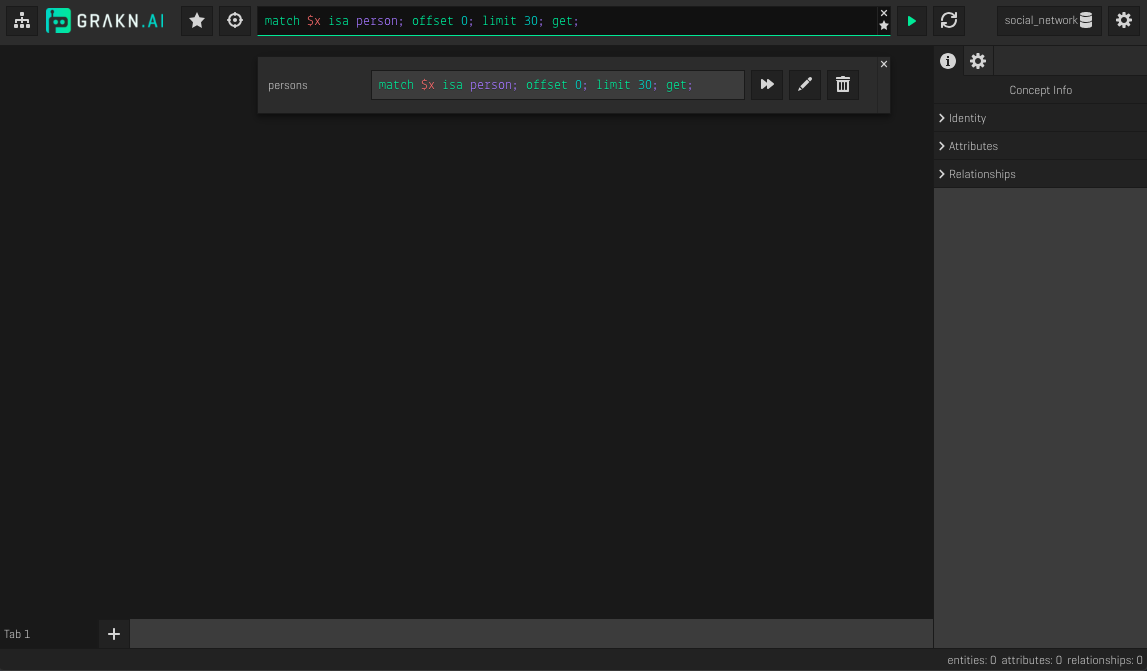 GRAKN.AI
match $x isa person; offset 0; limit 30; get;
social_network
persons
match $x isa person; offset 0; limit 30; get;
Concept Info
Identity
Attributes
Relationships
Tab 1
entities: 0 attributes: 0 relationships: 0